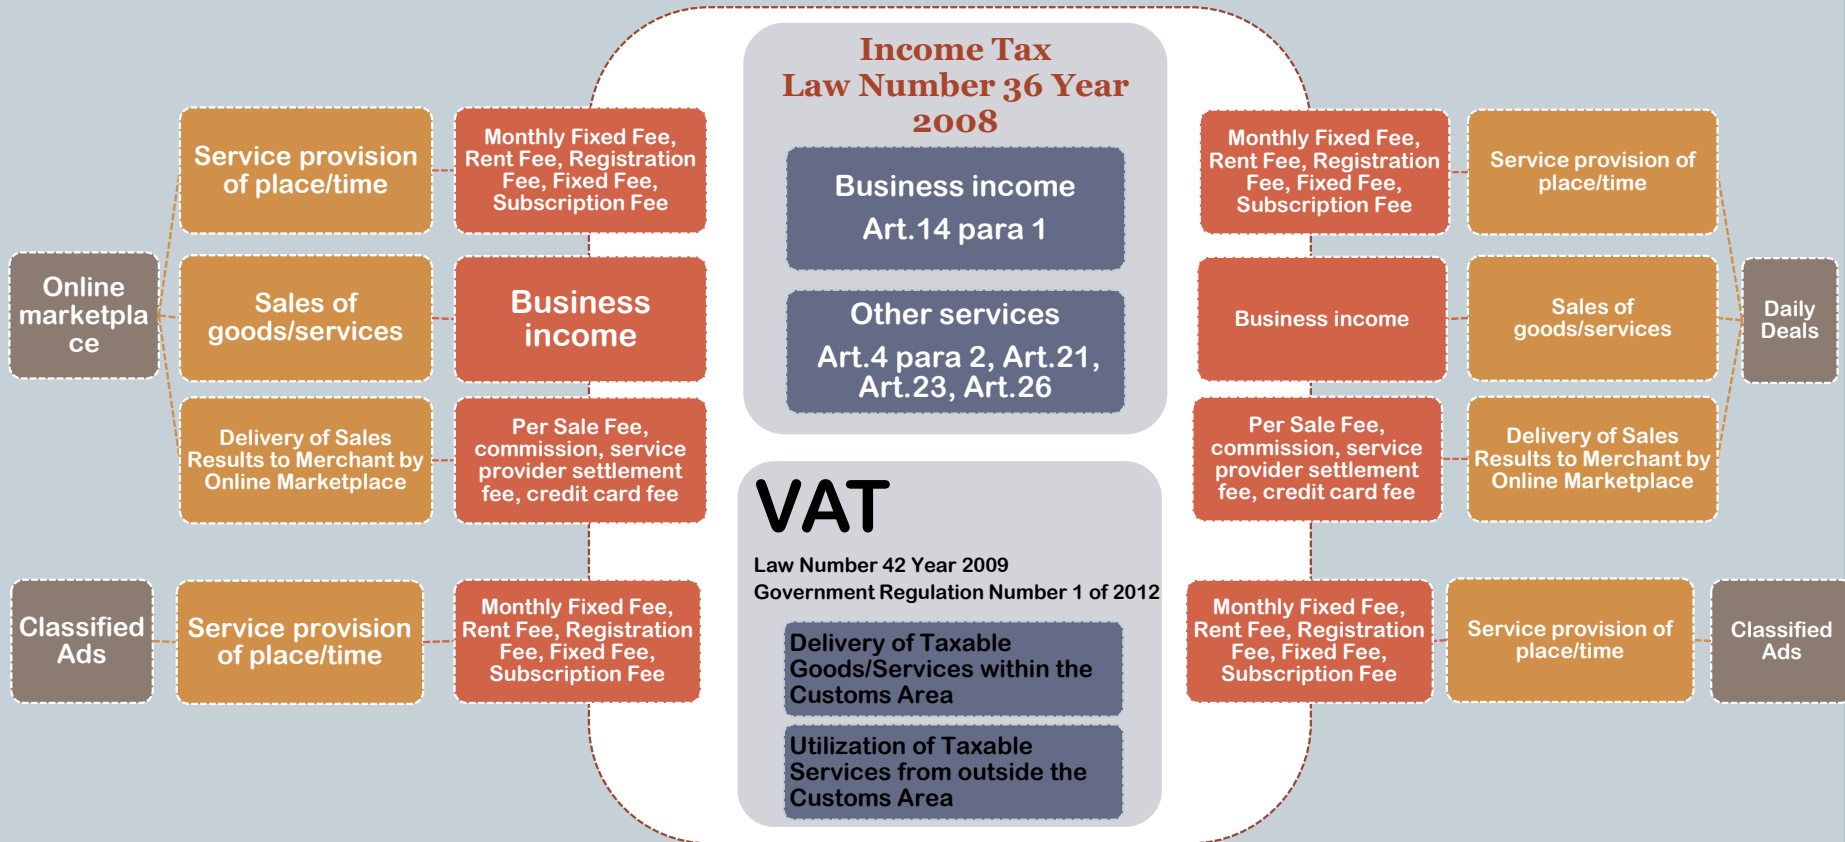 Online
marketpla
ce
Service provision
of place/time
Monthly Fixed Fee,
Rent Fee, Registration
Fee, Fixed Fee,
Subscription Fee
Sales of
goods/services
Business
income
Delivery of Sales
Results to Merchant by
Online Marketplace
Per Sale Fee,
commission, service
provider settlement
fee, credit card fee
Classified
Ads
Service provision
of place/time
Monthly Fixed Fee,
Rent Fee, Registration
Fee, Fixed Fee,
Subscription Fee
Income Tax
Law Number 36 Year
2008
Business income
Art.14 para 1
Other services
Art.4 para 2, Art.21,
Art.23, Art.26
VAT
Law Number 42 Year 2009
Government Regulation Number 1 of 2012
Delivery of Taxable
Goods/Services within the
Customs Area
Utilization of Taxable
Services from outside the
Customs Area
Monthly Fixed Fee,
Rent Fee, Registration
Fee, Fixed Fee,
Subscription Fee
Service provision of
place/time
Business income
Sales of
goods/services
Daily
Deals
Per Sale Fee,
commission, service
provider settlement
fee, credit card fee
Delivery of Sales
Results to Merchant by
Online Marketplace
Monthly Fixed Fee,
Rent Fee, Registration
Fee, Fixed Fee,
Subscription Fee
Service provision of
place/time
Classified
Ads